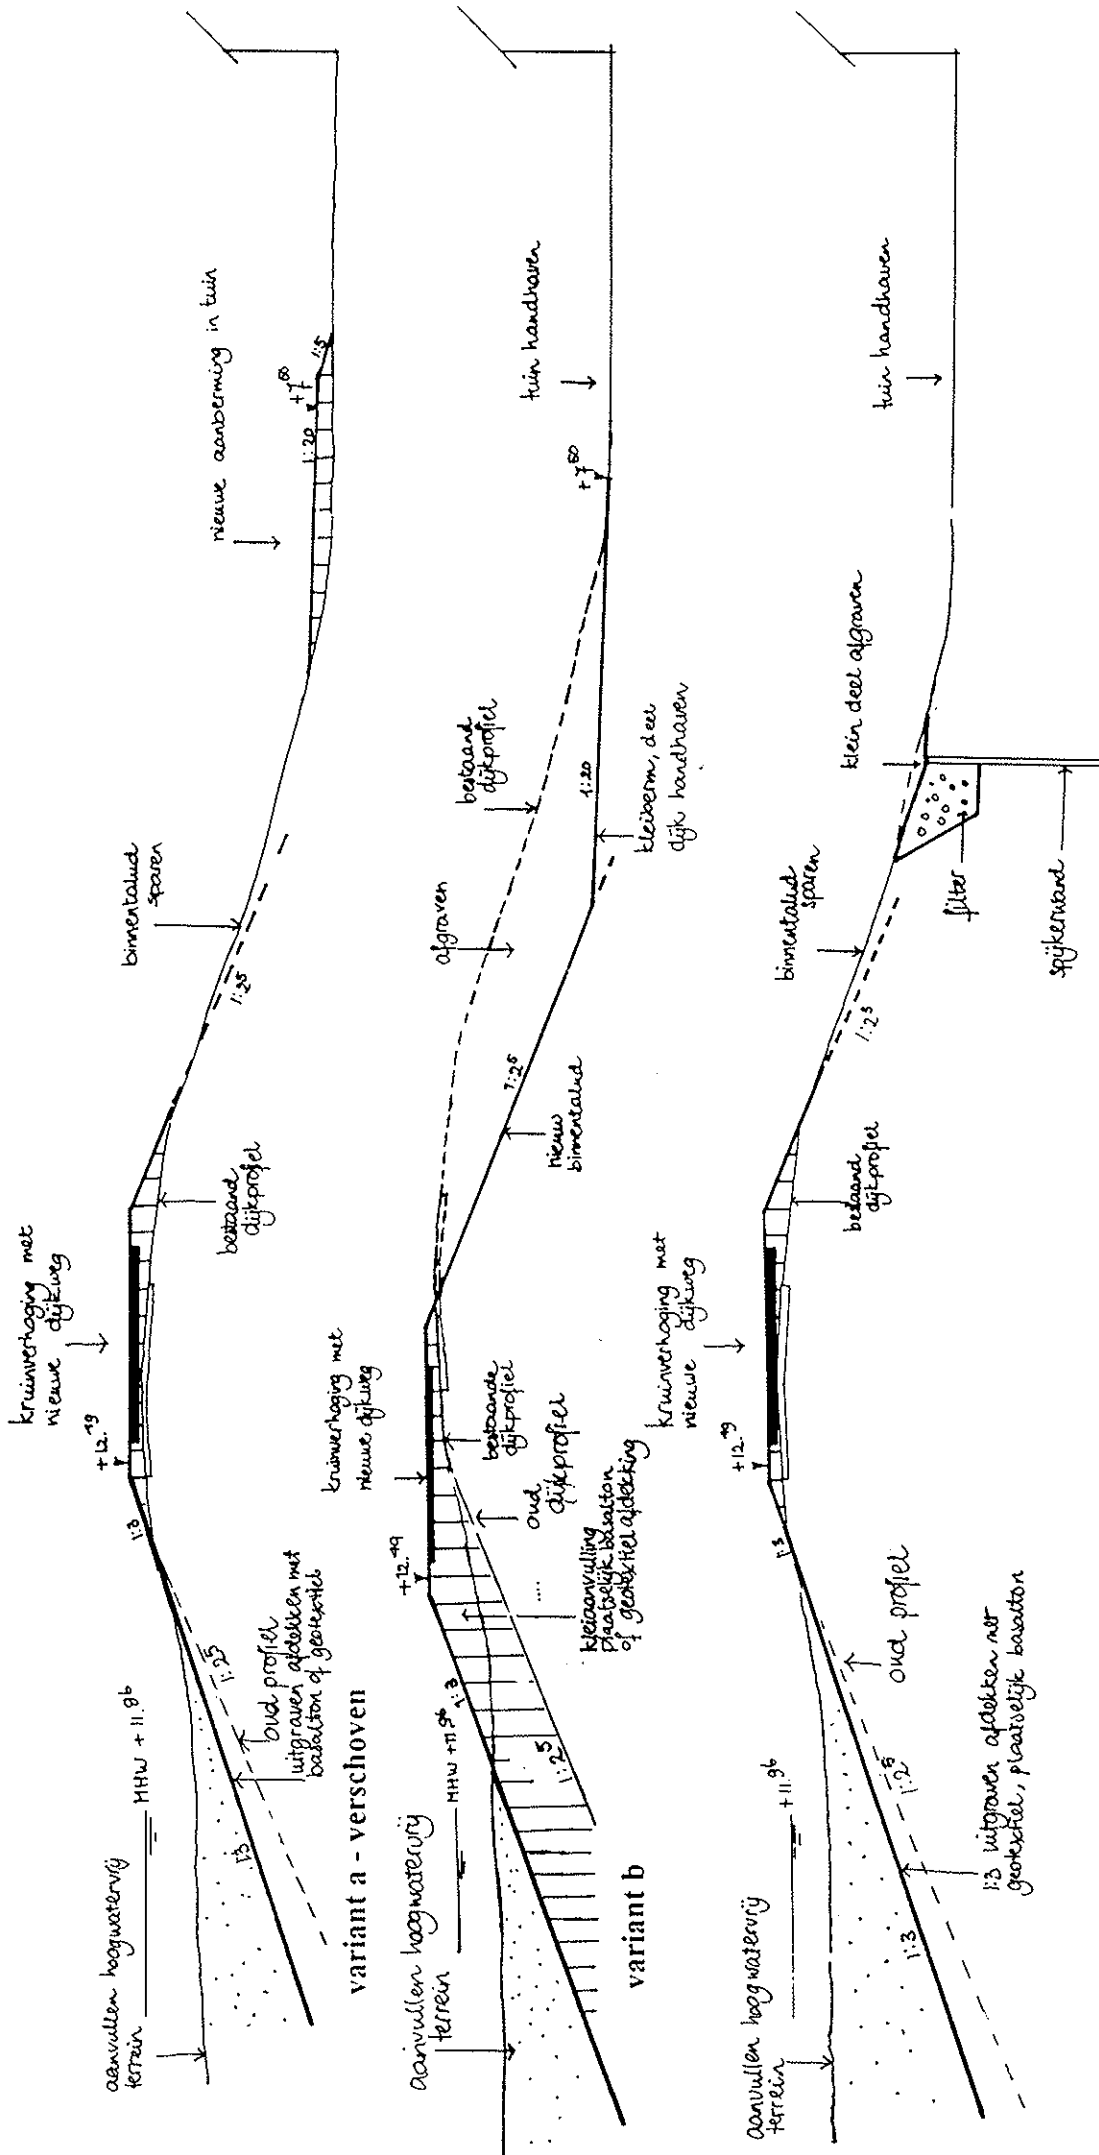 aanvullen hoogwatervrij
terrein
MHW + 11.96
1:3
1:25
oud profiel
uitgraven afdekken met
basalton of geotextiel
1:3
+12.49
kruinverhoging met
nieuwe dijkweg
bestaand
dijkprofiel
1:25
binnentalud
sparen
nieuwe aanberming in tuin
1:20
+7.60
1:5
variant a - verschoven
aanvullen hoogwatervrij
terrein
MHW +11.96
1:3
1:25
kleiaanvulling
plaatselijk basalton
of geotextiel afdekking
oud
dijkprofiel
bestaande
dijkprofiel
+12.49
kruinverhoging met
nieuwe dijkweg
nieuw
binnentalud
1:25
afgraven
bestaand
dijkprofiel
kleiberm, deel
dijk handhaven
1:20
+7.60
tuin handhaven
variant b
aanvullen hoogwatervrij
terrein
+11.96
1:3
1:25
1:3 uitgraven afdekken met
geotextiel, plaatselijk basalton
oud profiel
1:3
+12.49
kruinverhoging met
nieuwe dijkweg
bestaand
dijkprofiel
1:25
binnentalud
sparen
klein deel afgraven
filter
tuin handhaven